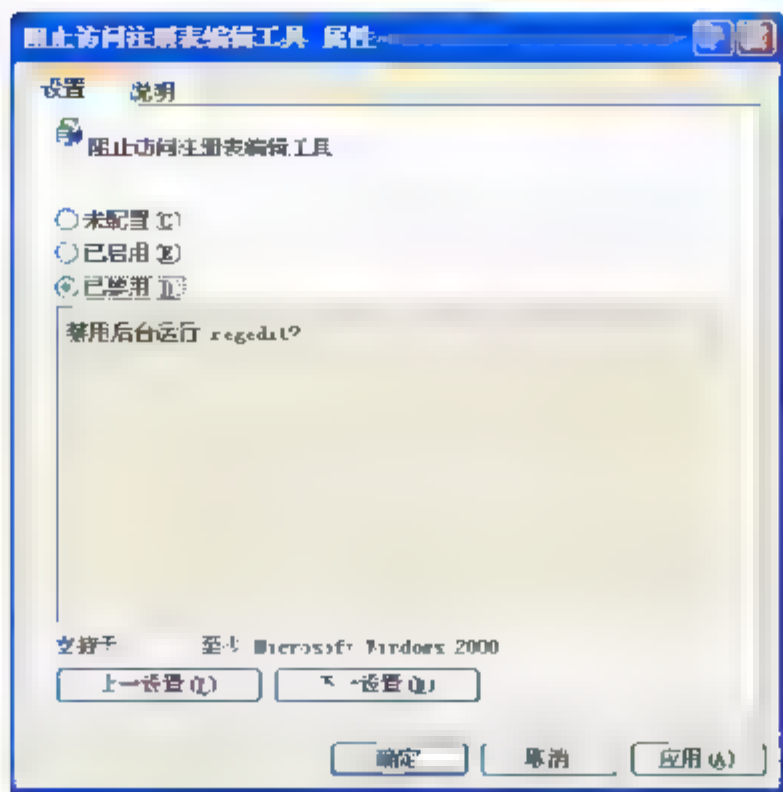 阻止访问注册表编辑工具 属性
设置 说明
阻止访问注册表编辑工具
未配置(C)
已启用(E)
已禁用(D)
禁用后台运行 regedit?
支持于 至少 Microsoft Windows 2000
上一设置(P) 下一设置(N)
确定 取消 应用(A)